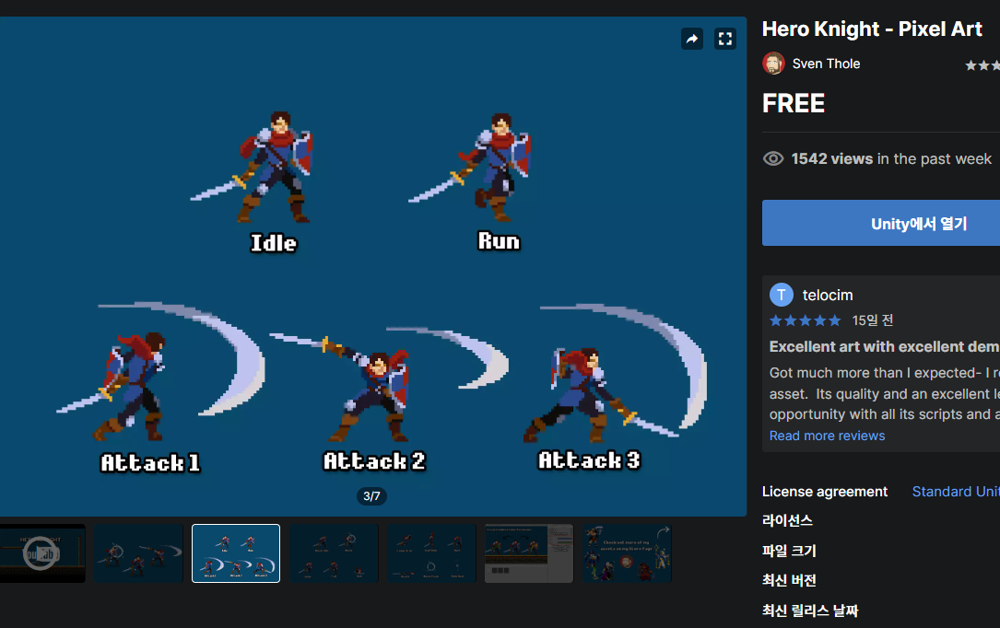 Hero Knight - Pixel Art
Sven Thole
FREE
1542 views in the past week
Unity에서 열기
Idle
Run
Attack 1
Attack 2
Attack 3
3/7
T telocim
15일 전
Excellent art with excellent dem
Got much more than I expected- I r
asset. Its quality and an excellent le
opportunity with all its scripts and a
Read more reviews
License agreement Standard Unit
라이선스
파일 크기
최신 버전
최신 릴리스 날짜